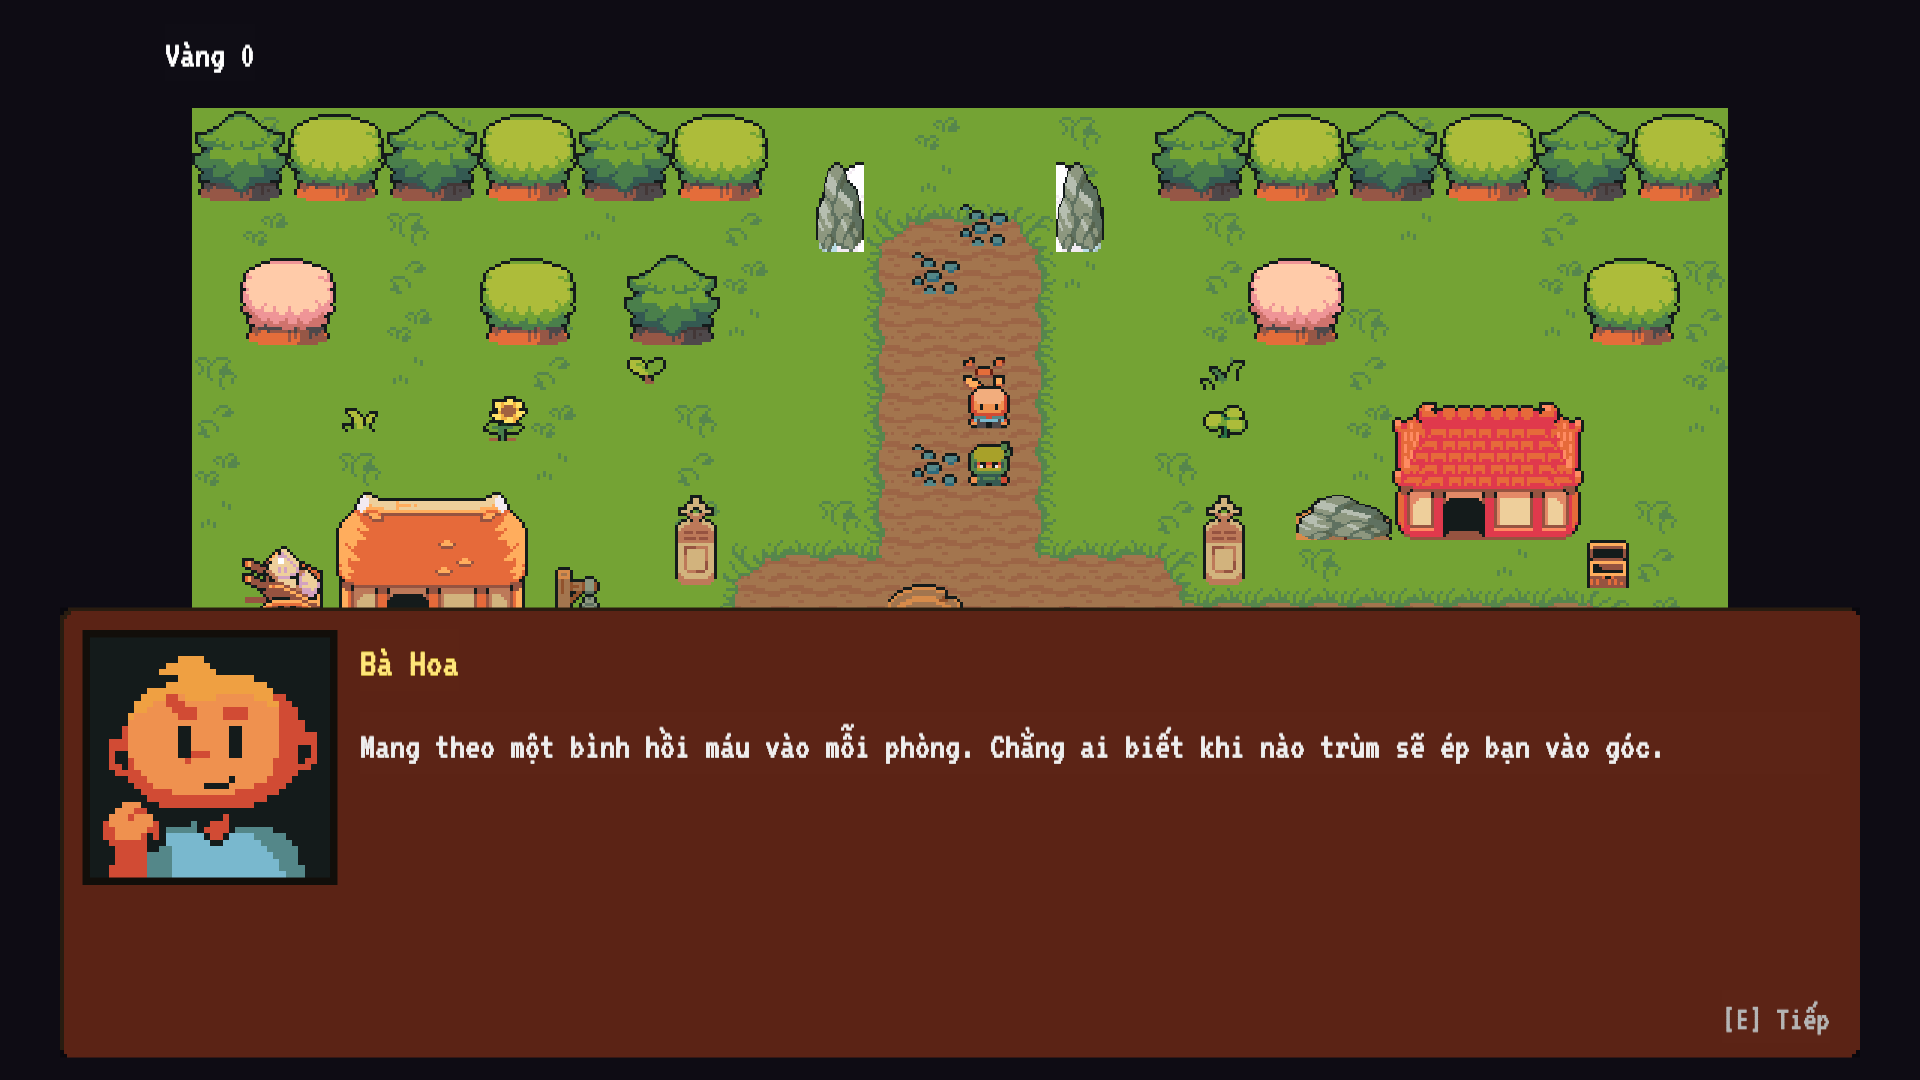 Vàng 0
Bà Hoa
Mang theo một bình hồi máu vào mỗi phòng. Chẳng ai biết khi nào trùm sẽ ép bạn vào góc.
[E] Tiếp